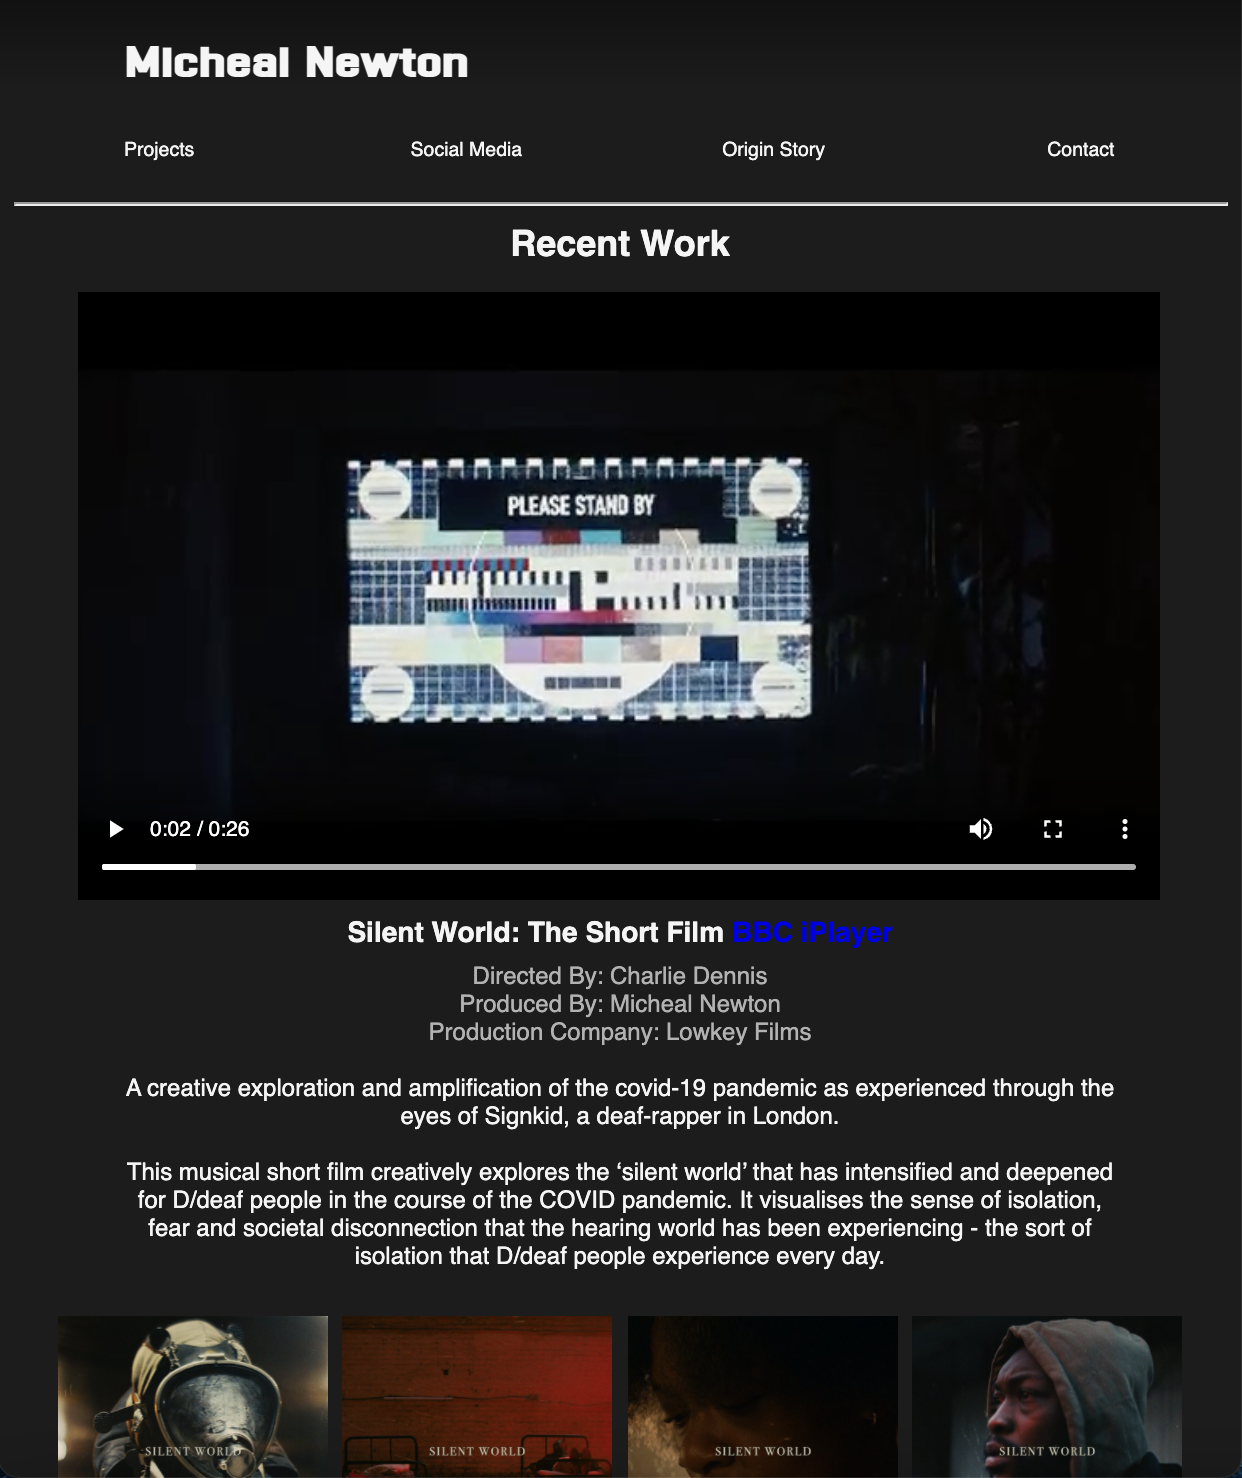 Micheal Newton
Projects Social Media Origin Story Contact
Recent Work
PLEASE STAND BY
0:02 / 0:26
Silent World: The Short Film BBC iPlayer
Directed By: Charlie Dennis
Produced By: Micheal Newton
Production Company: Lowkey Films
A creative exploration and amplification of the covid-19 pandemic as experienced through the
eyes of Signkid, a deaf-rapper in London.
This musical short film creatively explores the ‘silent world’ that has intensified and deepened
for D/deaf people in the course of the COVID pandemic. It visualises the sense of isolation,
fear and societal disconnection that the hearing world has been experiencing - the sort of
isolation that D/deaf people experience every day.
SILENT WORLD SILENT WORLD SILENT WORLD SILENT WORLD